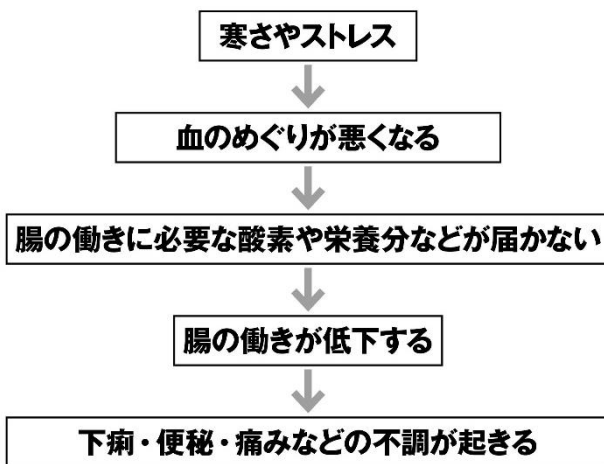 寒さやストレス
血のめぐりが悪くなる
腸の働きに必要な酸素や栄養分などが届かない
腸の働きが低下する
下痢・便秘・痛みなどの不調が起きる